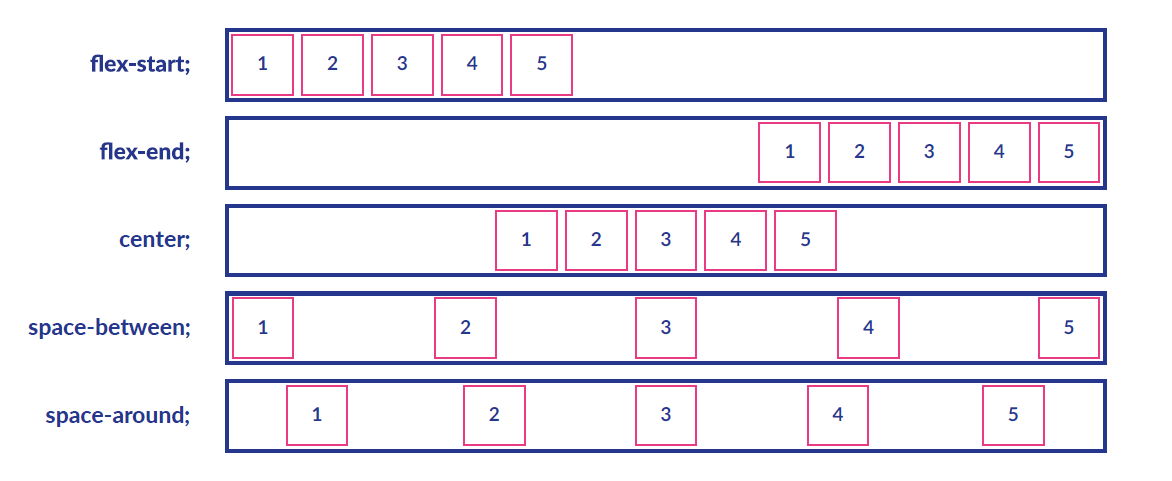 flex-start; 1 2 3 4 5
flex-end; 1 2 3 4 5
center; 1 2 3 4 5
space-between; 1 2 3 4 5
space-around; 1 2 3 4 5